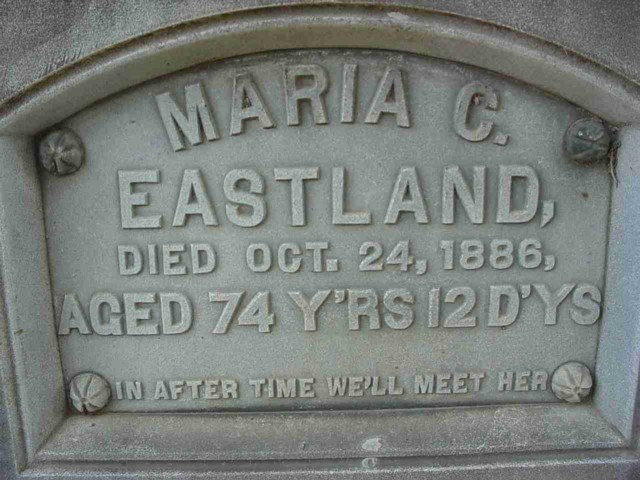 MARIA C.
EASTLAND,
DIED OCT. 24, 1886,
AGED 74 Y'RS 12 D'YS
IN AFTER TIME WE'LL MEET HER